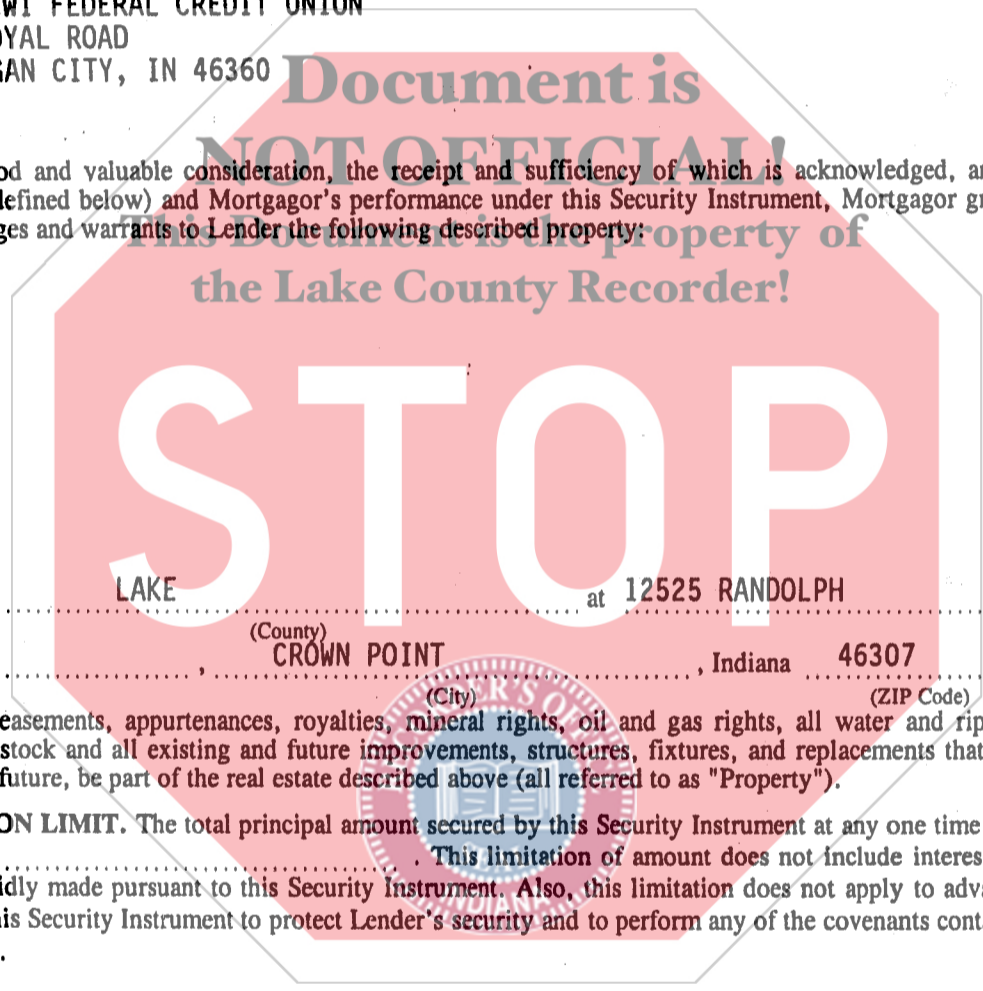 WI FEDERAL CREDIT UNION
OYAL ROAD
GAN CITY, IN 46360
Document is
NOT OFFICIAL!
od and valuable consideration, the receipt and sufficiency of which is acknowledged, a
defined below) and Mortgagor's performance under this Security Instrument, Mortgagor gr
ges and warrants to Lender the following described property:
This Document is the property of
the Lake County Recorder!
STOP
LAKE at 12525 RANDOLPH
(County)
, CROWN POINT , Indiana 46307
(City) (ZIP Code)
easements, appurtenances, royalties, mineral rights, oil and gas rights, all water and rip
stock and all existing and future improvements, structures, fixtures, and replacements that
future, be part of the real estate described above (all referred to as "Property").
ON LIMIT. The total principal amount secured by this Security Instrument at any one time
. This limitation of amount does not include interes
idly made pursuant to this Security Instrument. Also, this limitation does not apply to adv
is Security Instrument to protect Lender's security and to perform any of the covenants cont
.
RECORDER'S OFFICE
INDIANA